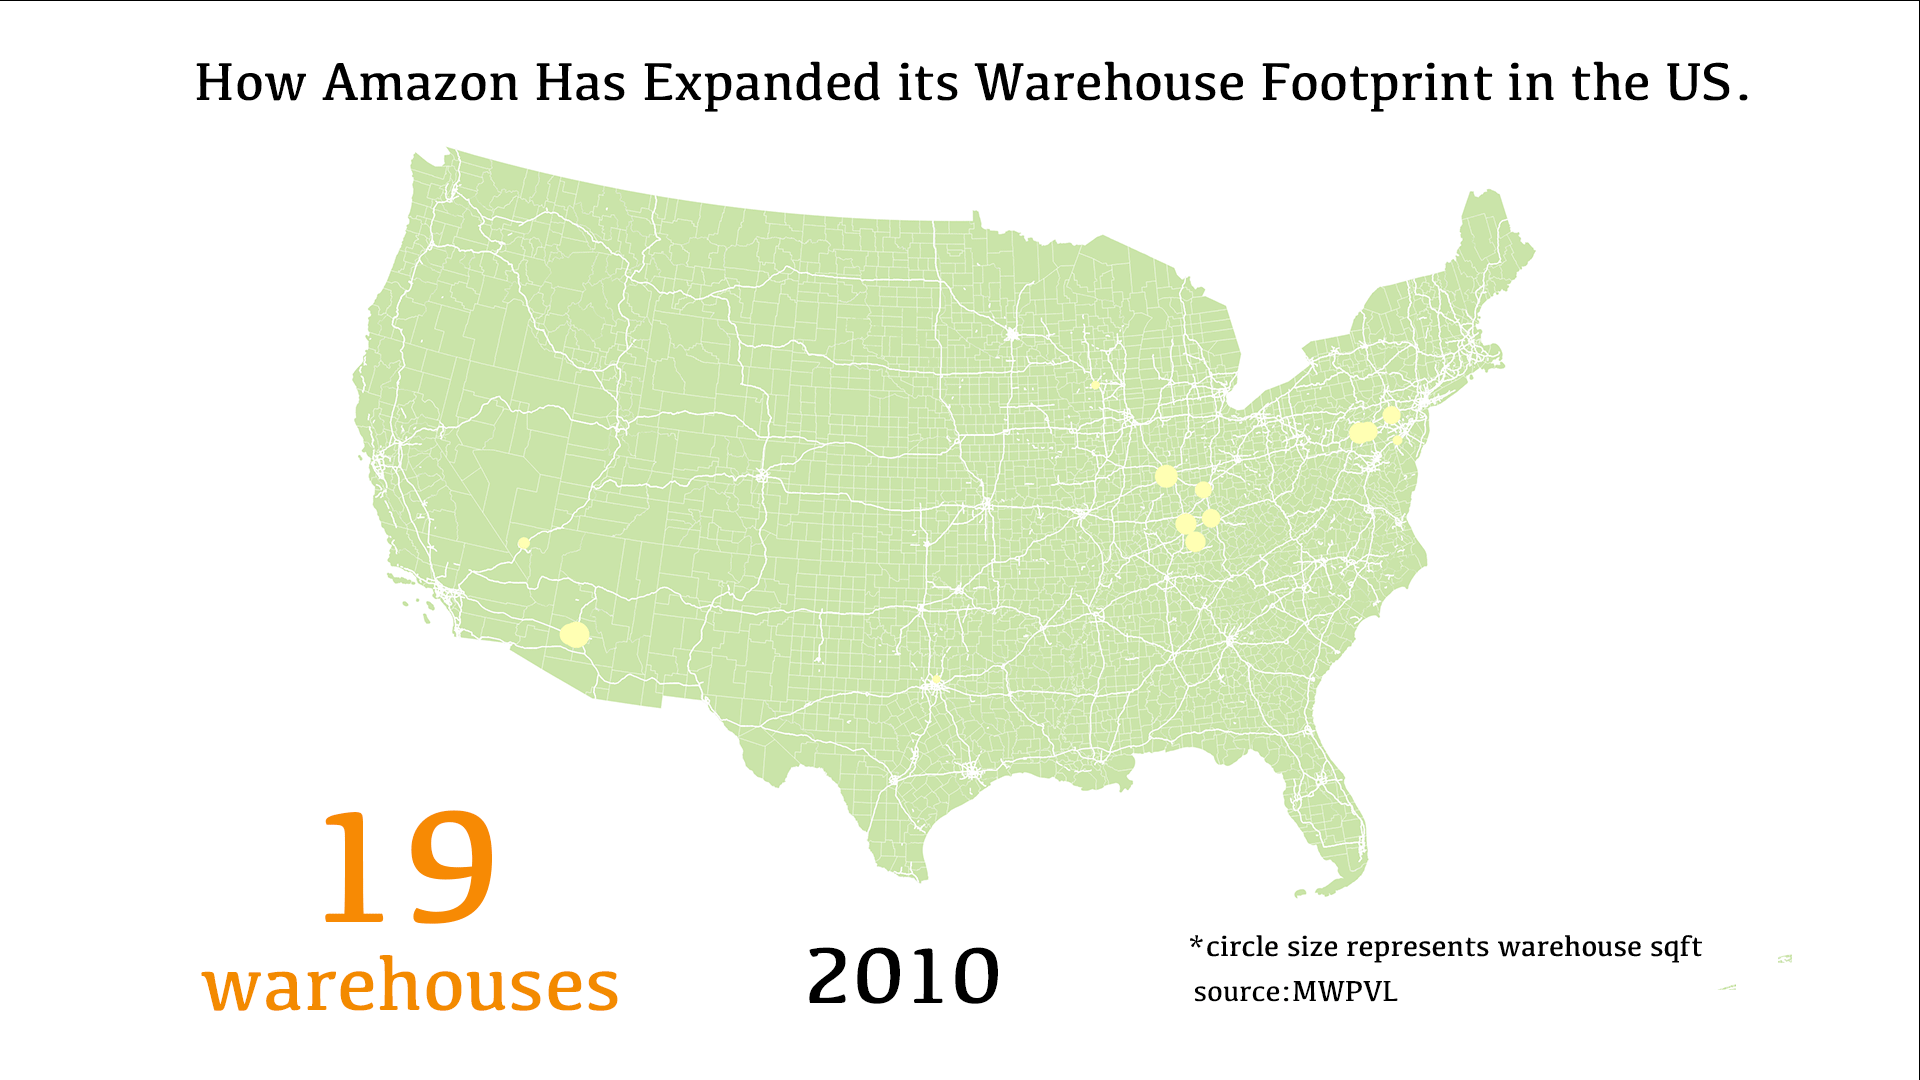 How Amazon Has Expanded its Warehouse Footprint in the US.
19
warehouses
2010
*circle size represents warehouse sqft
source:MWPVL